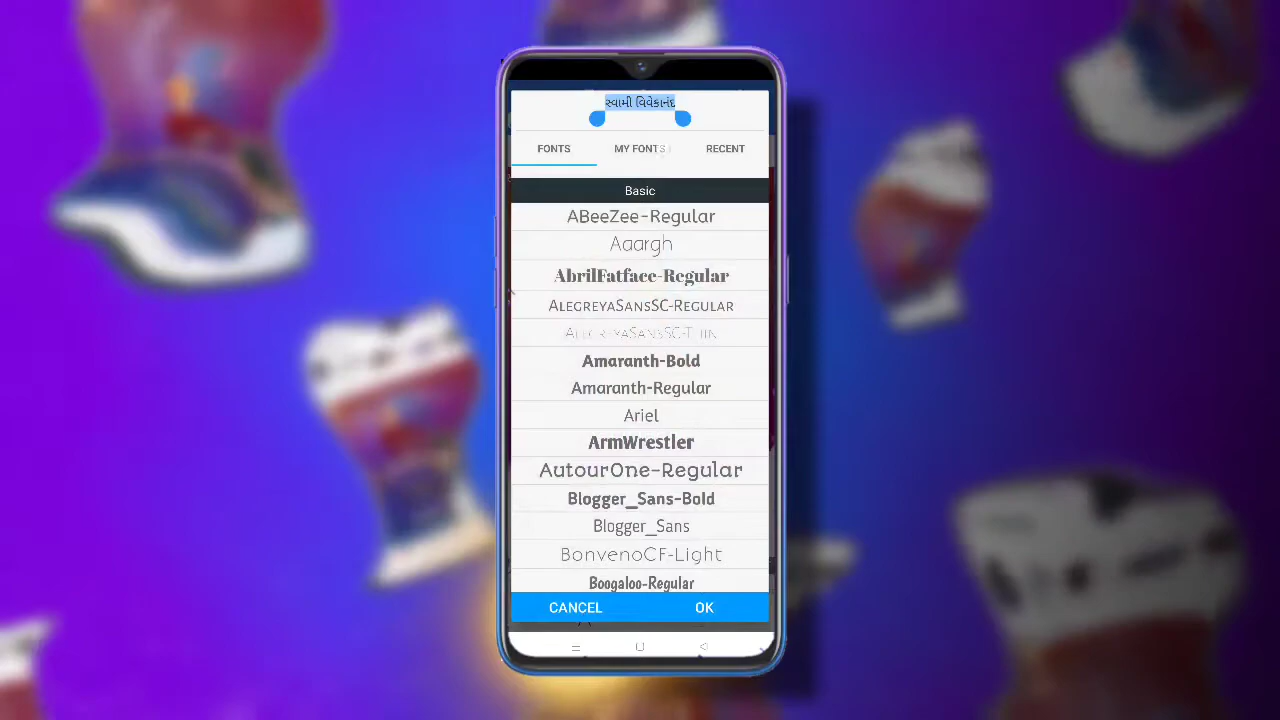 સ્વામી વિવેકાનંદ
FONTS MY FONTS RECENT
Basic
ABeeZee-Regular
Aaargh
AbrilFatface-Regular
AlegreyaSansSC-Regular
AlegreyaSansSC-Thin
Amaranth-Bold
Amaranth-Regular
Ariel
ArmWrestler
AutourOne-Regular
Blogger_Sans-Bold
Blogger_Sans
BonvenoCF-Light
Boogaloo-Regular
CANCEL OK